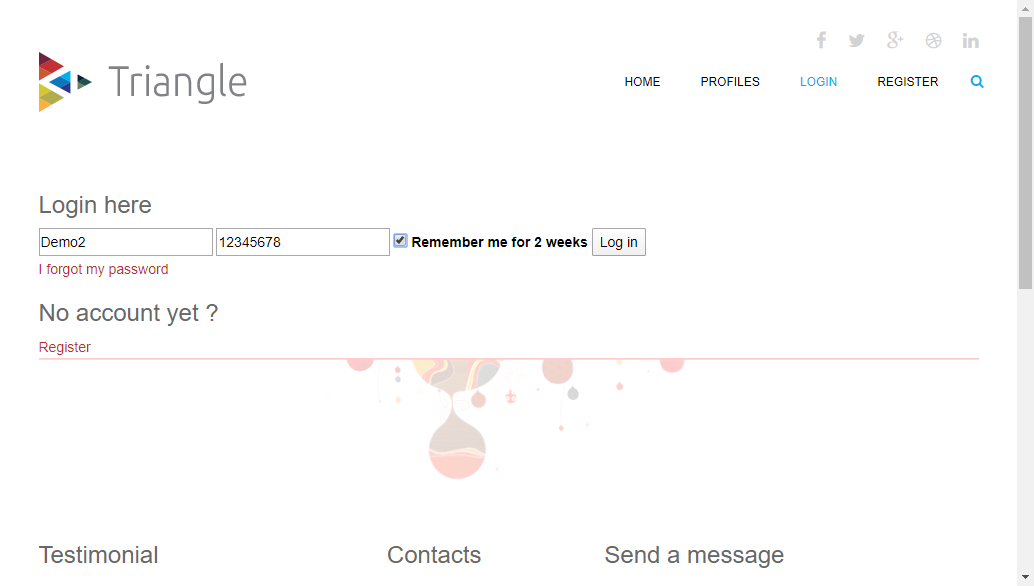 Triangle
HOME PROFILES LOGIN REGISTER
Login here
Demo2 12345678 Remember me for 2 weeks Log in
I forgot my password
No account yet ?
Register
Testimonial Contacts Send a message